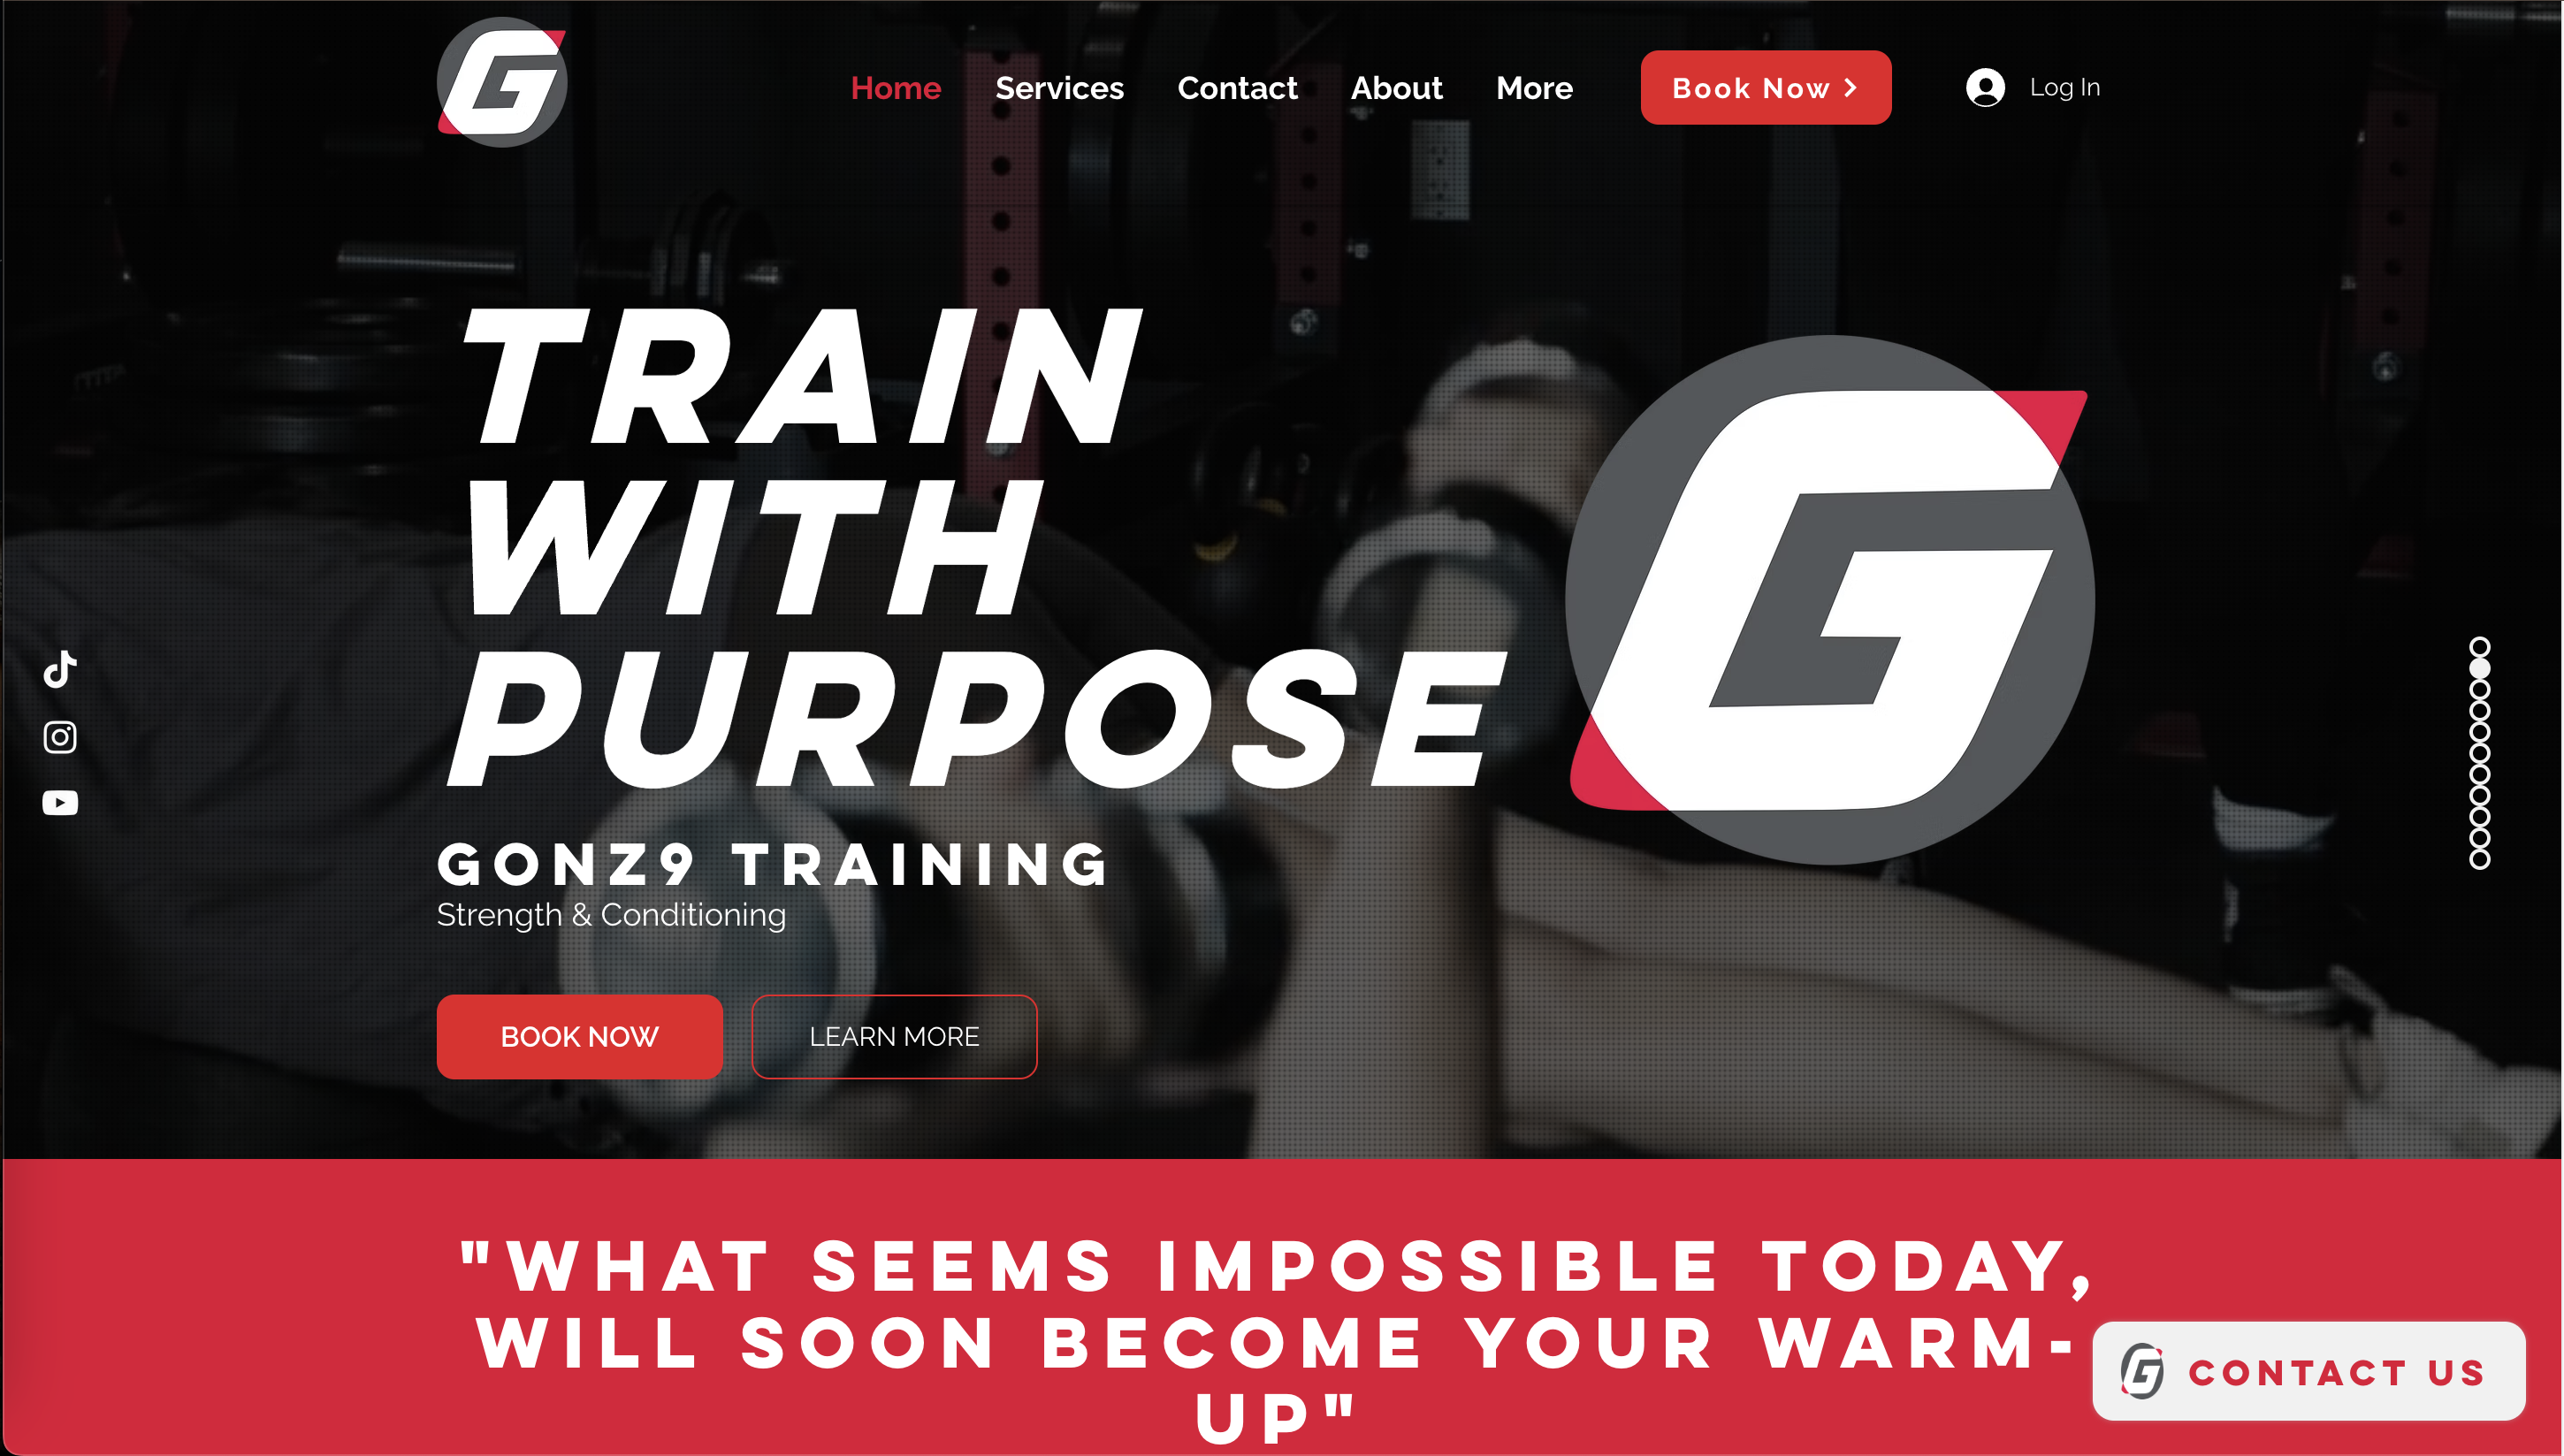 G
Home Services Contact About More Book Now Log In
TRAIN
WITH
PURPOSE
G
GONZ9 TRAINING
Strength & Conditioning
BOOK NOW LEARN MORE
"WHAT SEEMS IMPOSSIBLE TODAY,
WILL SOON BECOME YOUR WARM-
UP"
G CONTACT US